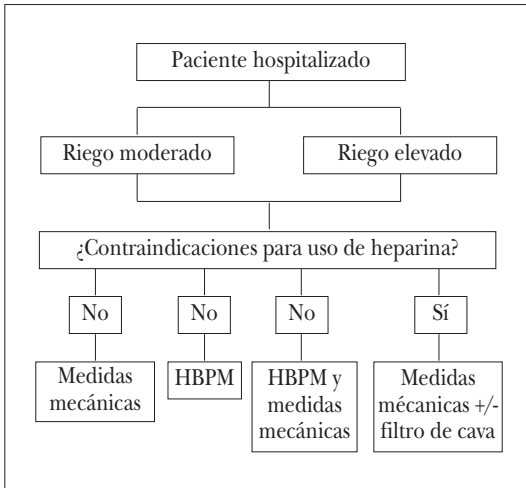 Paciente hospitalizado
Riego moderado
Riego elevado
¿Contraindicaciones para uso de heparina?
No
No
No
Sí
Medidas
mecánicas
HBPM
HBPM y
medidas
mecánicas
Medidas
mécanicas +/-
filtro de cava